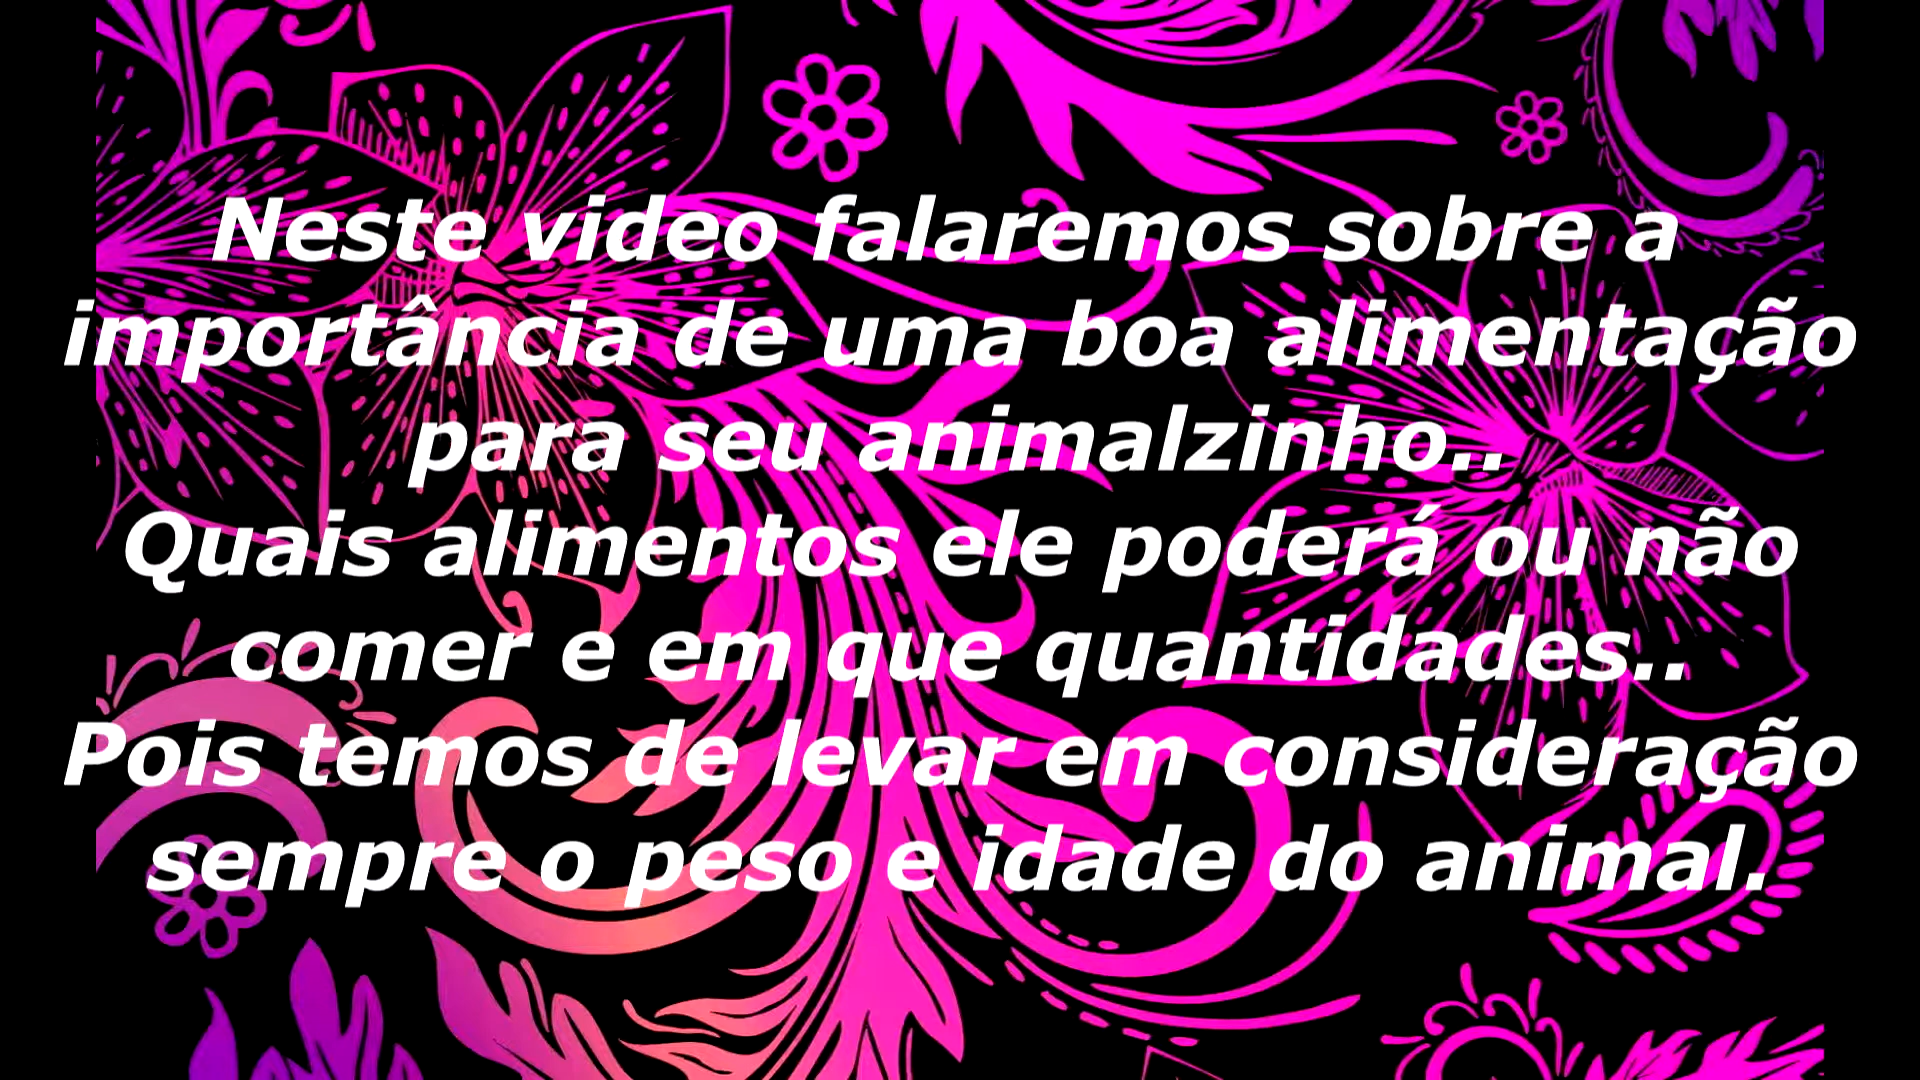 Neste video falaremos sobre a
importância de uma boa alimentação
para seu animalzinho..
Quais alimentos ele poderá ou não
comer e em que quantidades..
Pois temos de levar em consideração
sempre o peso e idade do animal.